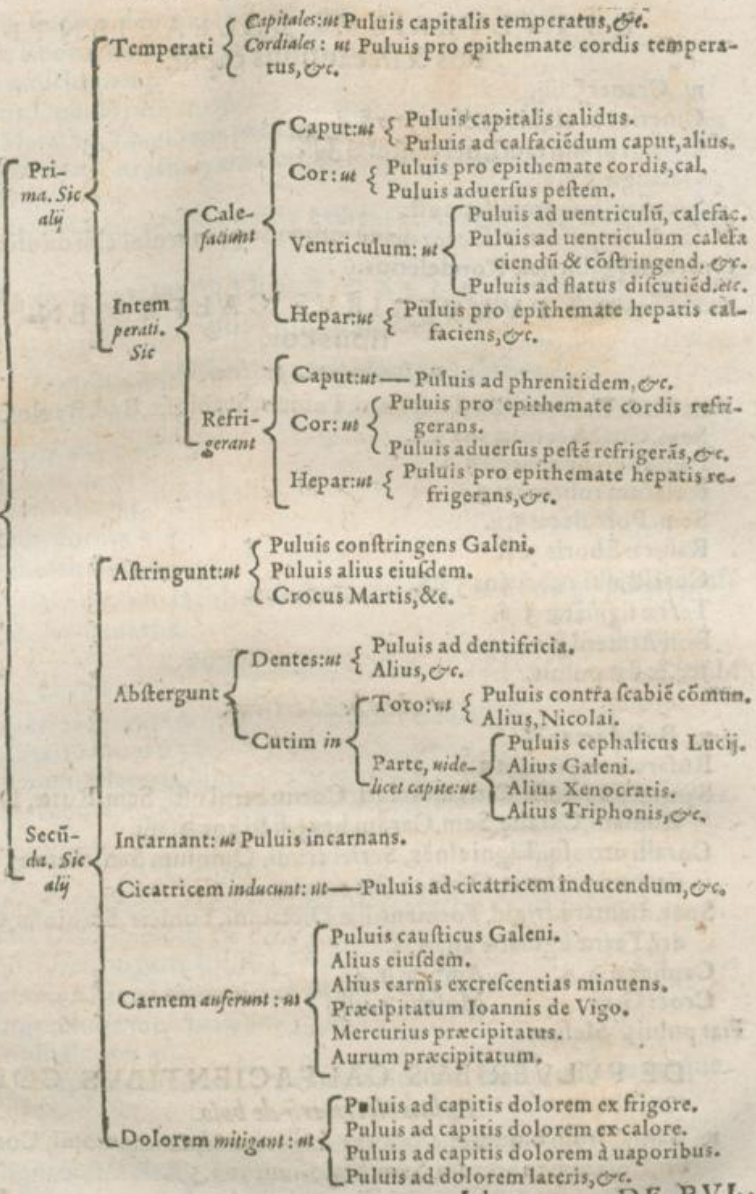 Capitales: ut Puluis capitalis temperatus, &c.
Temperati
Cordiales: ut Puluis pro epithemate cordis tempera-
tus, &c.
Pri-
ma. Sic
alij
Caput: ut
Puluis capitalis calidus.
Puluis ad calfaciēdum caput, alius.
Cor: ut
Puluis pro epithemate cordis, cal.
Puluis aduerſus peſtem.
Cale-
faciunt
Ventriculum: ut
Puluis ad uentriculū, calefac.
Puluis ad uentriculum calefa
ciendū & cōſtringend. &c.
Puluis ad flatus diſcutiēd. etc.
Hepar: ut
Puluis pro epithemate hepatis cal-
faciens, &c.
Intem
perati.
Sic
Caput: ut — Puluis ad phrenitidem, &c.
Refri-
gerant
Cor: ut
Puluis pro epithemate cordis refri-
gerans.
Puluis aduerſus peſtē refrigerās, &c.
Hepar: ut
Puluis pro epithemate hepatis re-
frigerans, &c.
Aſtringunt: ut
Puluis conſtringens Galeni.
Puluis alius eiuſdem.
Crocus Martis, &c.
Abſtergunt
Dentes: ut
Puluis ad dentifricia.
Alius, &c.
Cutim in
Toto: ut
Puluis contra ſcabiē cōmun.
Alius, Nicolai.
Parte, uide-
licet capite: ut
Puluis cephalicus Lucij.
Alius Galeni.
Alius Xenocratis.
Alius Triphonis, &c.
Secū-
da. Sic
alij
Incarnant: ut Puluis incarnans.
Cicatricem inducunt: ut — Puluis ad cicatricem inducendum, &c.
Carnem auferunt: ut
Puluis cauſticus Galeni.
Alius eiuſdem.
Alius carnis excreſcentias minuens.
Præcipitatum Ioannis de Vigo.
Mercurius præcipitatus.
Aurum præcipitatum.
Dolorem mitigant: ut
Puluis ad capitis dolorem ex frigore.
Puluis ad capitis dolorem ex calore.
Puluis ad capitis dolorem à uaporibus.
Puluis ad dolorem lateris, &c.
DE PVL